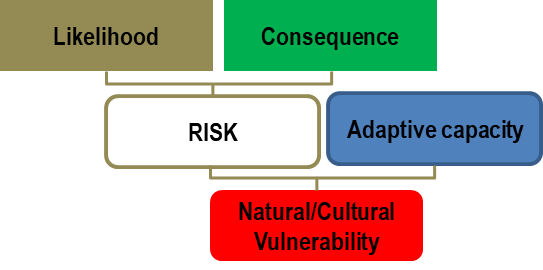 Likelihood
Consequence
RISK
Adaptive capacity
Natural/Cultural
Vulnerability